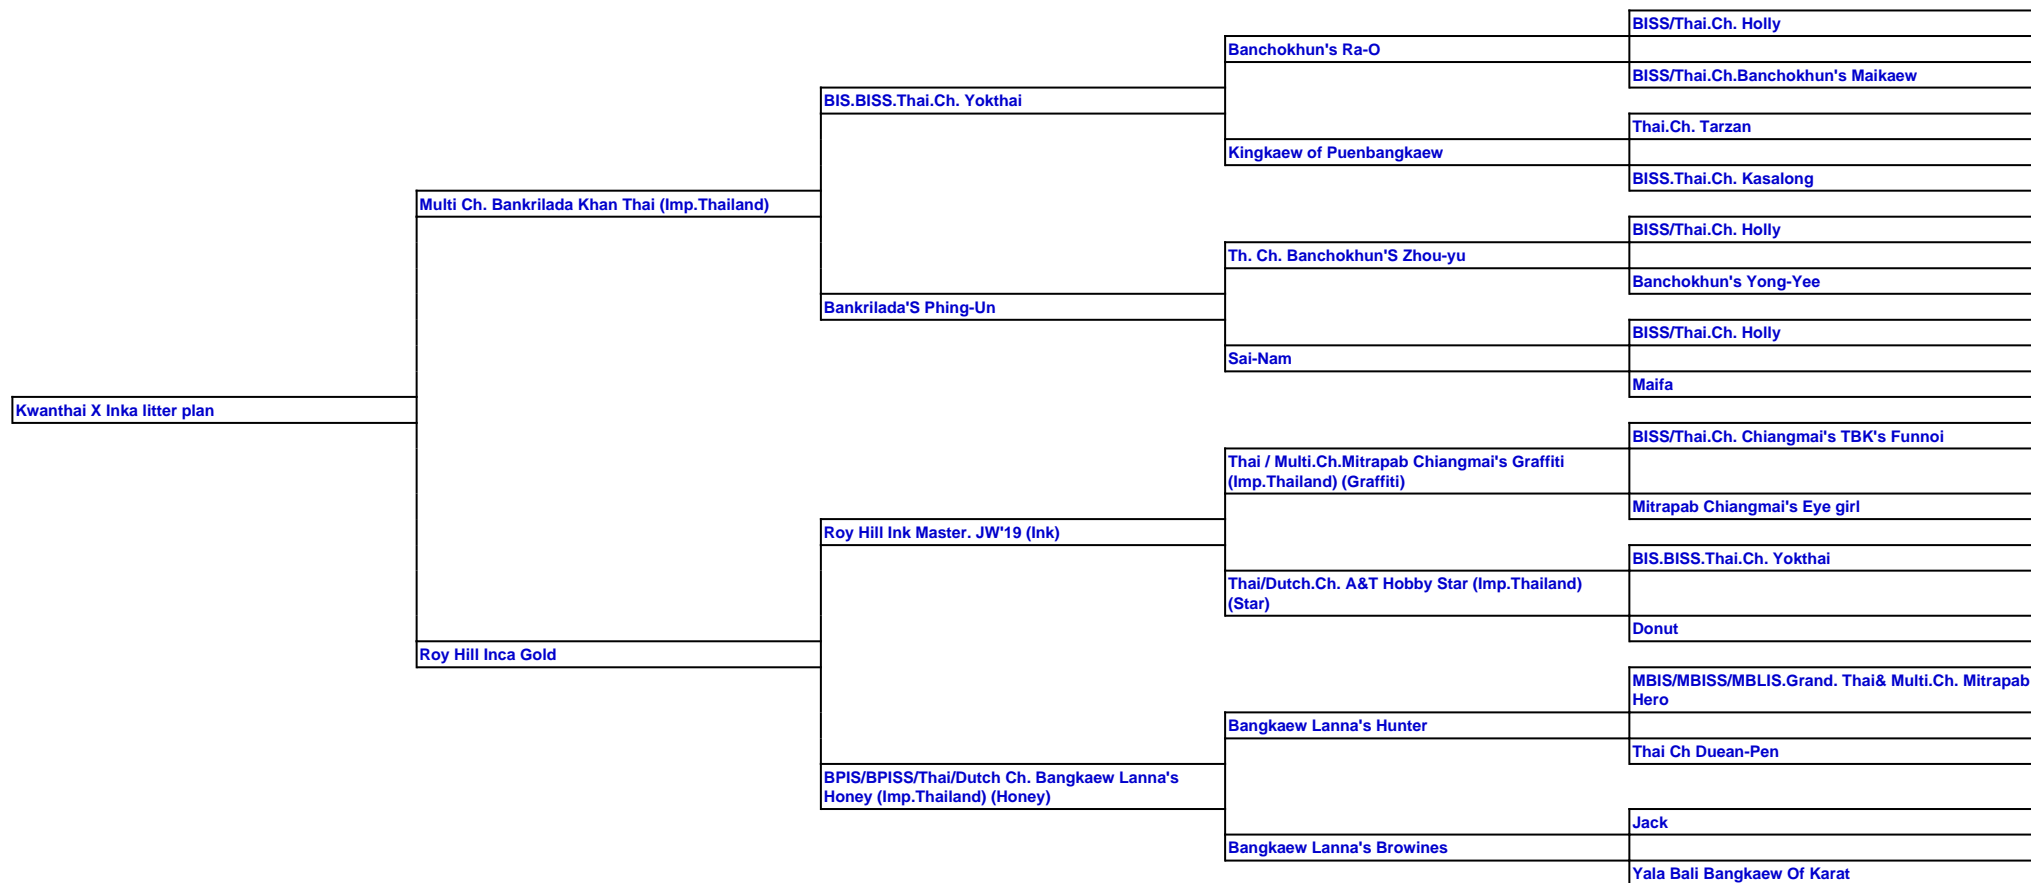 BISS/Thai.Ch. Holly
Banchokhun's Ra-O
BISS/Thai.Ch.Banchokhun's Maikaew
BIS.BISS.Thai.Ch. Yokthai
Thai.Ch. Tarzan
Kingkaew of Puenbangkaew
BISS.Thai.Ch. Kasalong
Multi Ch. Bankrilada Khan Thai (Imp.Thailand)
BISS/Thai.Ch. Holly
Th. Ch. Banchokhun'S Zhou-yu
Banchokhun's Yong-Yee
Bankrilada'S Phing-Un
BISS/Thai.Ch. Holly
Sai-Nam
Maifa
Kwanthai X Inka litter plan
BISS/Thai.Ch. Chiangmai's TBK's Funnoi
Thai / Multi.Ch.Mitrapab Chiangmai's Graffiti
(Imp.Thailand) (Graffiti)
Mitrapab Chiangmai's Eye girl
Roy Hill Ink Master. JW'19 (Ink)
BIS.BISS.Thai.Ch. Yokthai
Thai/Dutch.Ch. A&T Hobby Star (Imp.Thailand)
(Star)
Donut
Roy Hill Inca Gold
MBIS/MBISS/MBLIS.Grand. Thai& Multi.Ch. Mitrapab
Hero
Bangkaew Lanna's Hunter
Thai Ch Duean-Pen
BPIS/BPISS/Thai/Dutch Ch. Bangkaew Lanna's
Honey (Imp.Thailand) (Honey)
Jack
Bangkaew Lanna's Browines
Yala Bali Bangkaew Of Karat